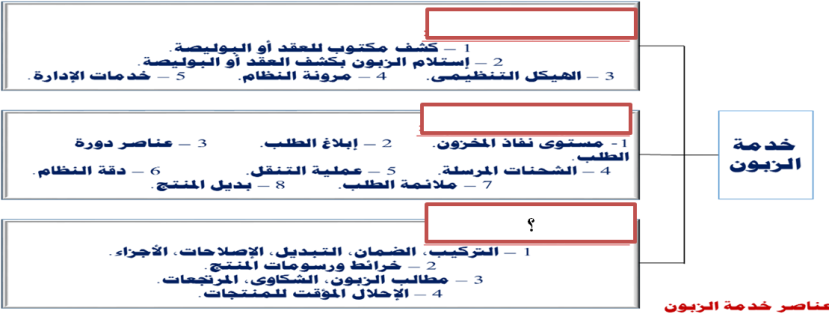 1 – كشف مكتوب للعقد أو البوليصة.
2 – إستلام الزبون بكشف العقد أو البوليصة.
3 – الهيكل التنظيمى. 4 – مرونة النظام. 5 – خدمات الإدارة.
1- مستوى نفاذ المخزون. 2 – إبلاغ الطلب. 3 – عناصر دورة
الطلب.
4 – الشحنات المرسلة. 5 – عملية التنقل. 6 – دقة النظام.
7 – ملائمة الطلب. 8 – بديل المنتج.
؟
1 – التركيب، الضمان، التبديل، الإصلاحات، الأجزاء.
2 – خرائط ورسومات المنتج.
3 – مطالب الزبون، الشكاوى، المرتجعات.
4 – الإحلال المؤقت للمنتجات.
خدمة
الزبون
عناصر خدمة الزبون